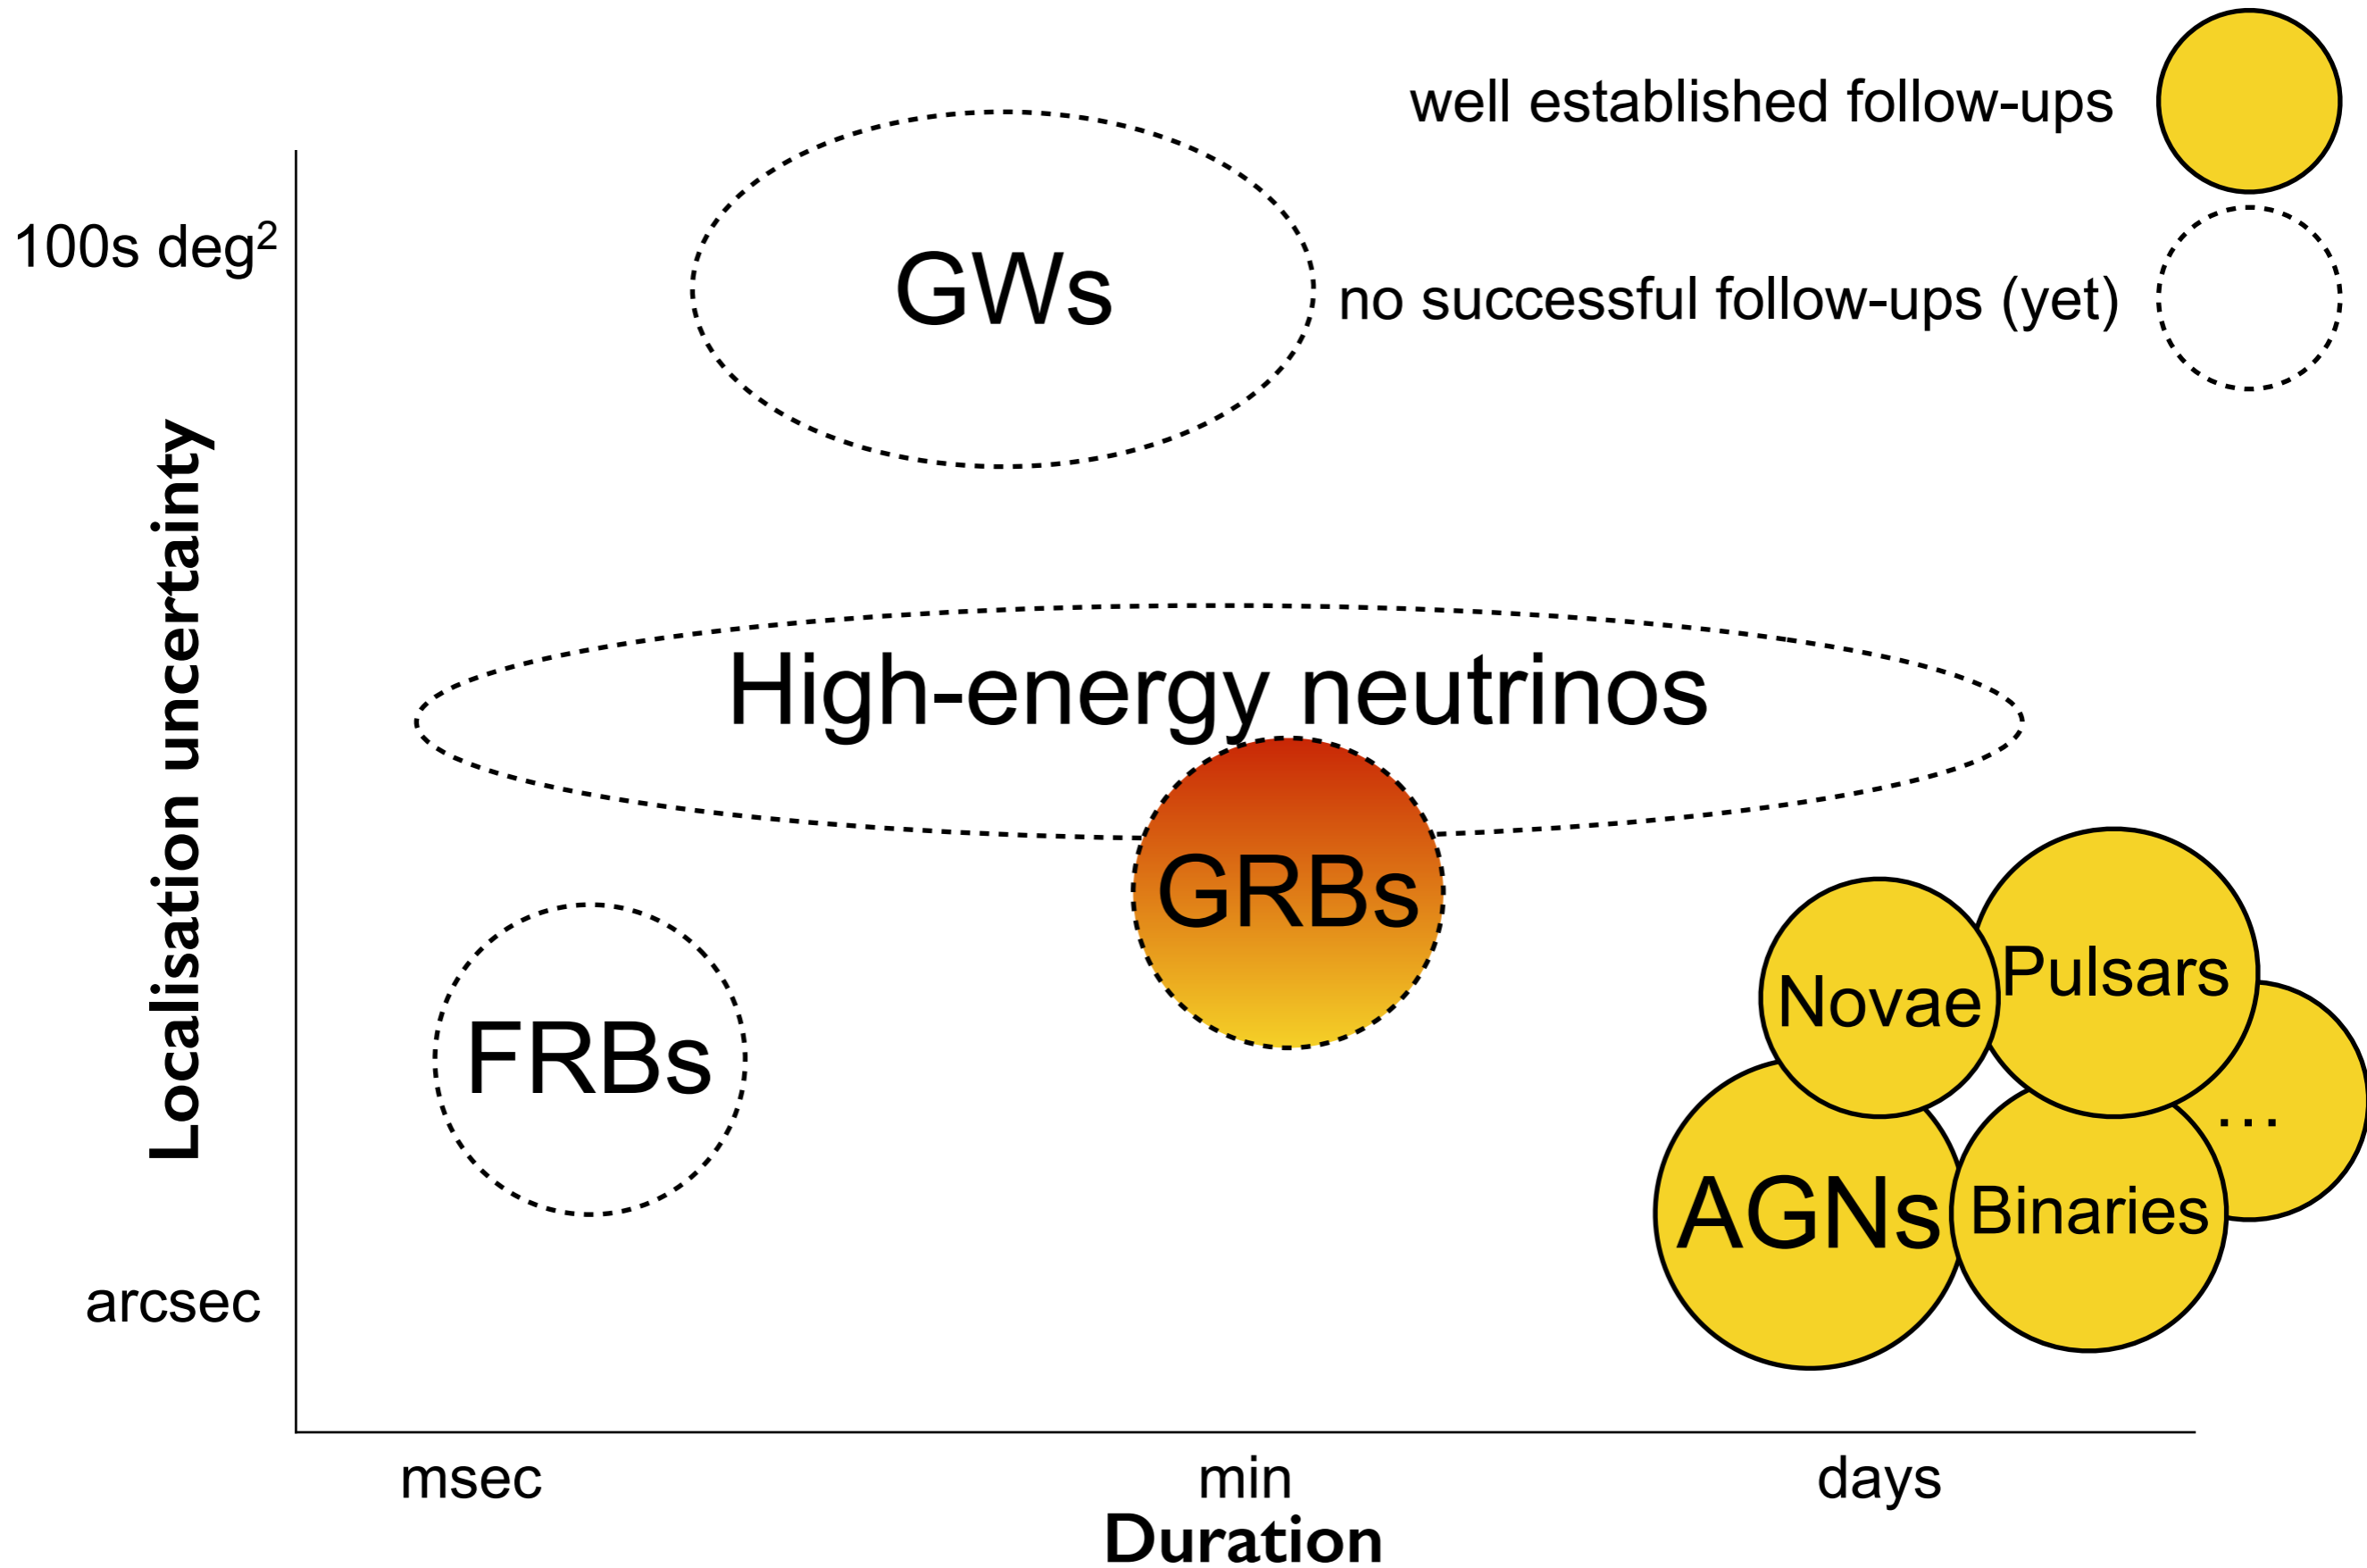 well established follow-ups
100s deg²
GWs
no successful follow-ups (yet)
Localisation uncertainty
High-energy neutrinos
GRBs
Novae
Pulsars
FRBs
...
AGNs
Binaries
arcsec
msec
min
days
Duration